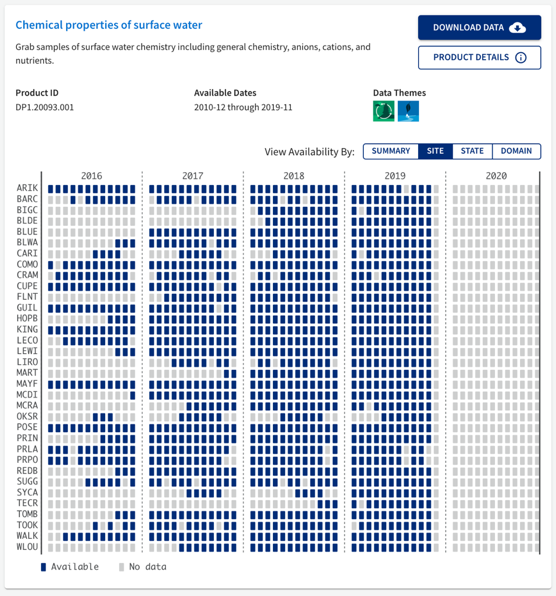 Chemical properties of surface water
DOWNLOAD DATA
Grab samples of surface water chemistry including general chemistry, anions, cations, and
nutrients.
PRODUCT DETAILS
Product ID
Available Dates
Data Themes
DP1.20093.001
2010-12 through 2019-11
View Availability By:
SUMMARY
SITE
STATE
DOMAIN
2016
2017
2018
2019
2020
ARIK
BARC
BIGC
BLDE
BLUE
BLWA
CARI
COMO
CRAM
CUPE
FLNT
GUIL
HOPB
KING
LECO
LEWI
LIRO
MART
MAYF
MCDI
MCRA
OKSR
POSE
PRIN
PRLA
PRPO
REDB
SUGG
SYCA
TECR
TOMB
TOOK
WALK
WLOU
Available
No data